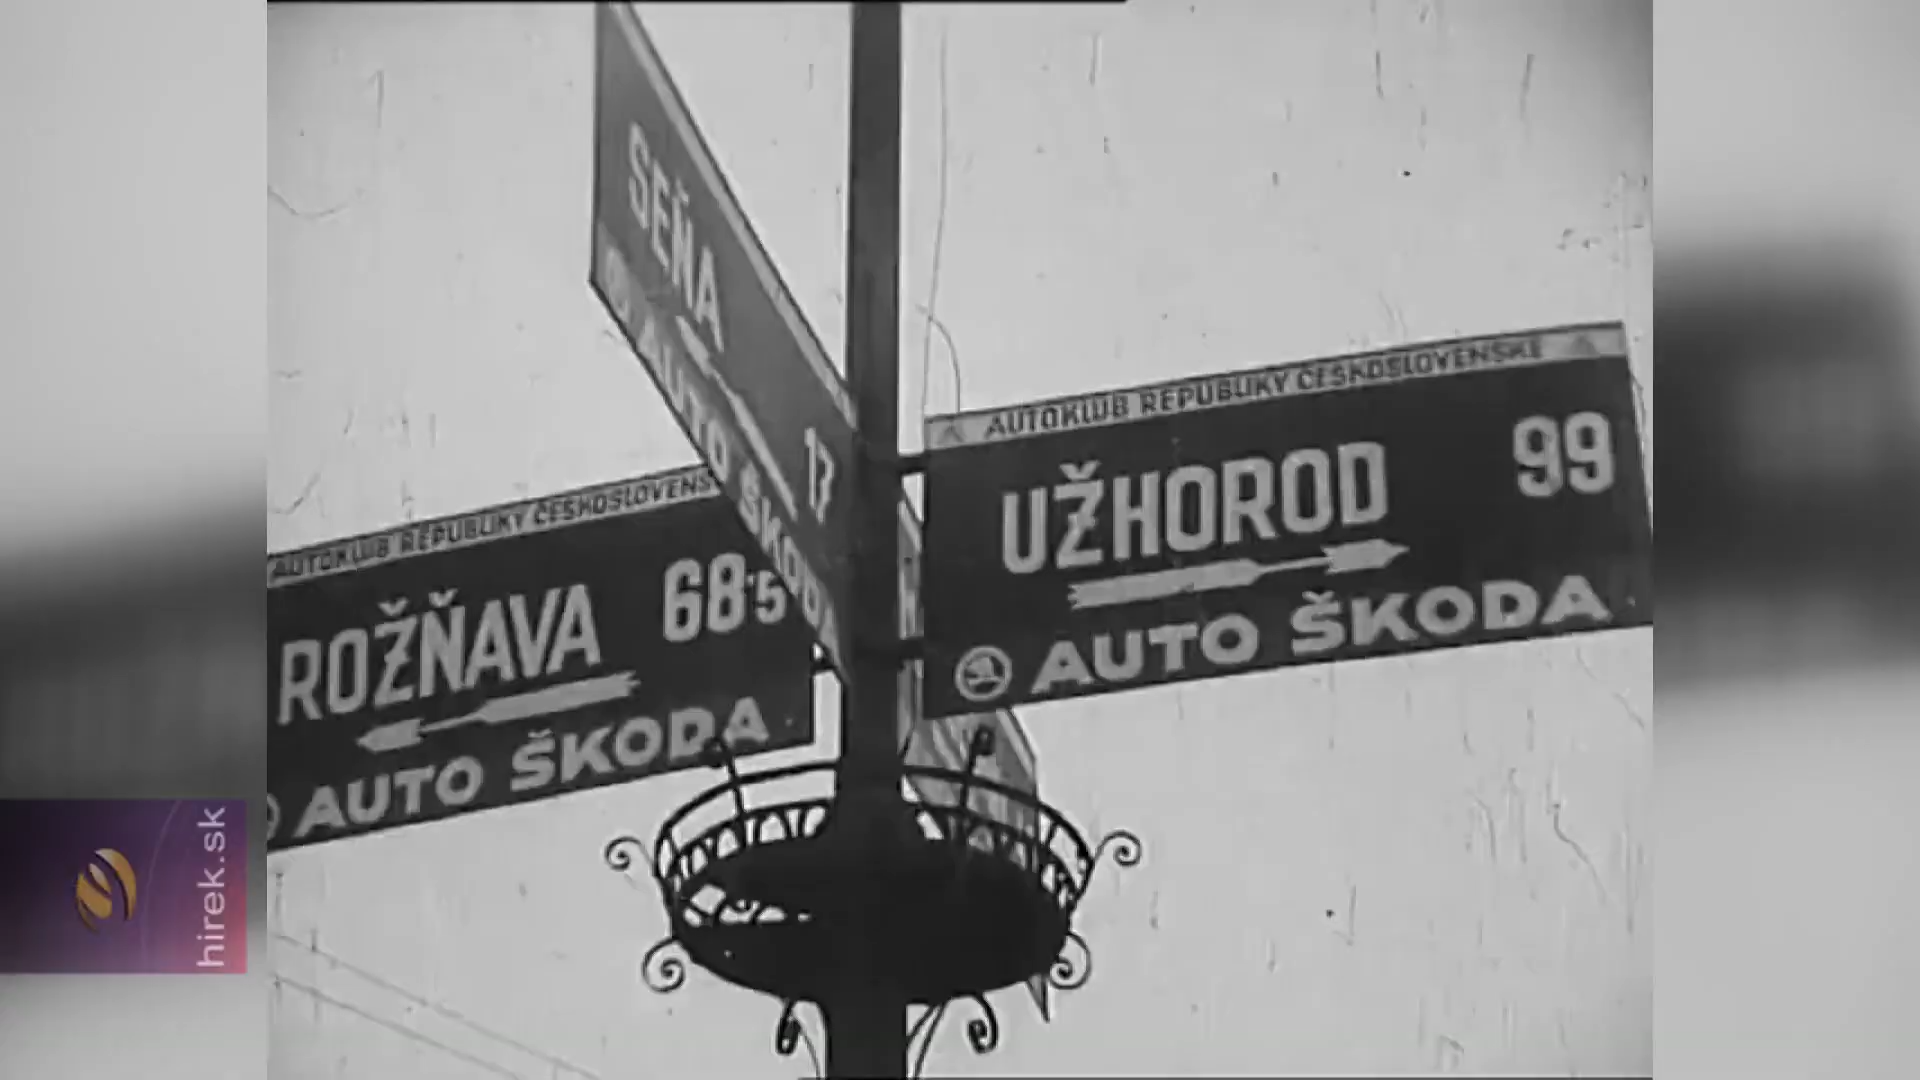 SEŇA
17
AUTO ŠKODA
AUTOKLUB REPUBLIKY ČESKOSLOVENSKÉ
UŽHOROD 99
AUTO ŠKODA
AUTOKLUB REPUBLIKY ČESKOSLOVENS
ROŽŇAVA 68'5
AUTO ŠKODA
hirek.sk